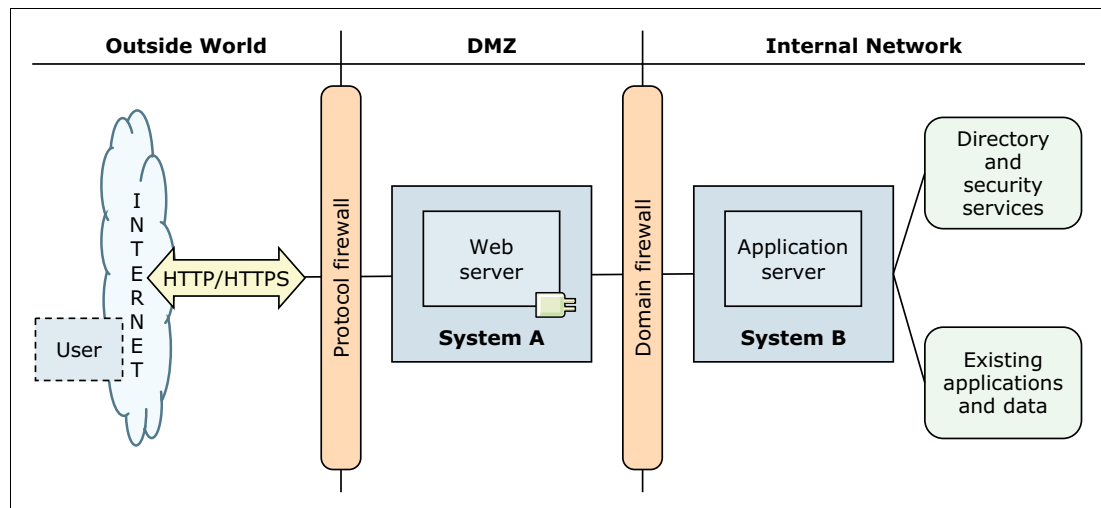 Outside World
DMZ
Internal Network
INTERNET
User
HTTP/HTTPS
Protocol firewall
Web
server
System A
Domain firewall
Application
server
System B
Directory
and
security
services
Existing
applications
and data